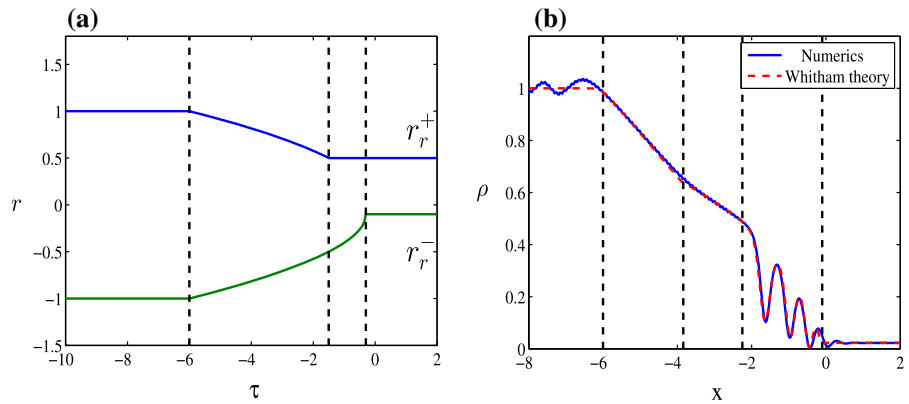 (a)
1.5
1
0.5
0
−0.5
−1
−1.5
r
−10 −8 −6 −4 −2 0 2
τ
r_r^+
r_r^-
(b)
1
0.8
0.6
0.4
0.2
0
ρ
−8 −6 −4 −2 0 2
x
Numerics
Whitham theory